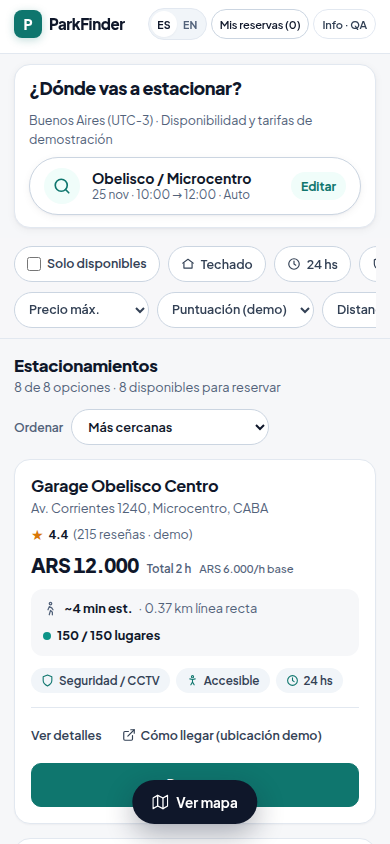 P ParkFinder ES EN Mis reservas (0) Info · QA
¿Dónde vas a estacionar?
Buenos Aires (UTC-3) · Disponibilidad y tarifas de
demostración
Obelisco / Microcentro
25 nov · 10:00 → 12:00 · Auto
Editar
Solo disponibles Techado 24 hs
Precio máx. Puntuación (demo) Distan
Estacionamientos
8 de 8 opciones · 8 disponibles para reservar
Ordenar Más cercanas
Garage Obelisco Centro
Av. Corrientes 1240, Microcentro, CABA
★ 4.4 (215 reseñas · demo)
ARS 12.000 Total 2 h ARS 6.000/h base
~4 min est. · 0.37 km línea recta
150 / 150 lugares
Seguridad / CCTV Accesible 24 hs
Ver detalles Cómo llegar (ubicación demo)
Ver mapa